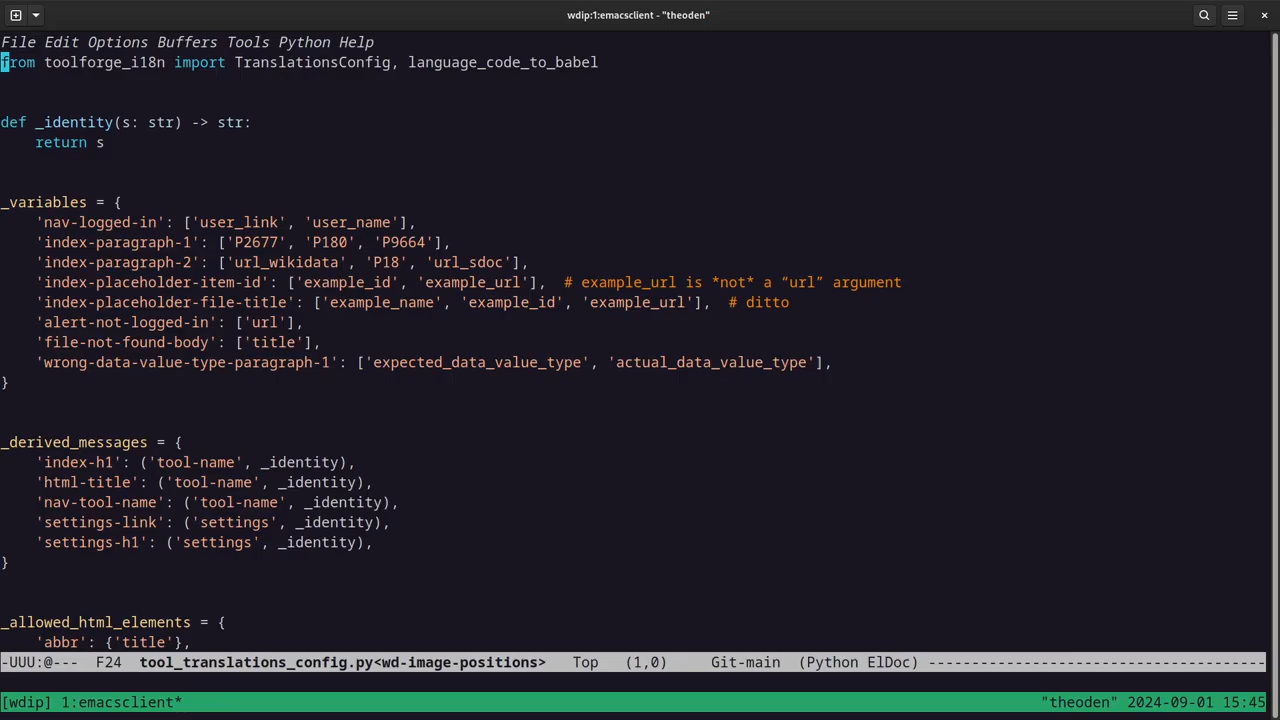 wdip:1:emacsclient - "theoden"
File Edit Options Buffers Tools Python Help
from toolforge_i18n import TranslationsConfig, language_code_to_babel
def _identity(s: str) -> str:
    return s
_variables = {
    'nav-logged-in': ['user_link', 'user_name'],
    'index-paragraph-1': ['P2677', 'P180', 'P9664'],
    'index-paragraph-2': ['url_wikidata', 'P18', 'url_sdoc'],
    'index-placeholder-item-id': ['example_id', 'example_url'],  # example_url is *not* a “url” argument
    'index-placeholder-file-title': ['example_name', 'example_id', 'example_url'],  # ditto
    'alert-not-logged-in': ['url'],
    'file-not-found-body': ['title'],
    'wrong-data-value-type-paragraph-1': ['expected_data_value_type', 'actual_data_value_type'],
}
_derived_messages = {
    'index-h1': ('tool-name', _identity),
    'html-title': ('tool-name', _identity),
    'nav-tool-name': ('tool-name', _identity),
    'settings-link': ('settings', _identity),
    'settings-h1': ('settings', _identity),
}
_allowed_html_elements = {
    'abbr': {'title'},
-UUU:@---  F24  tool_translations_config.py<wd-image-positions>   Top   (1,0)     Git-main  (Python ElDoc) ---------------------------------------
[wdip] 1:emacsclient* "theoden" 2024-09-01 15:45